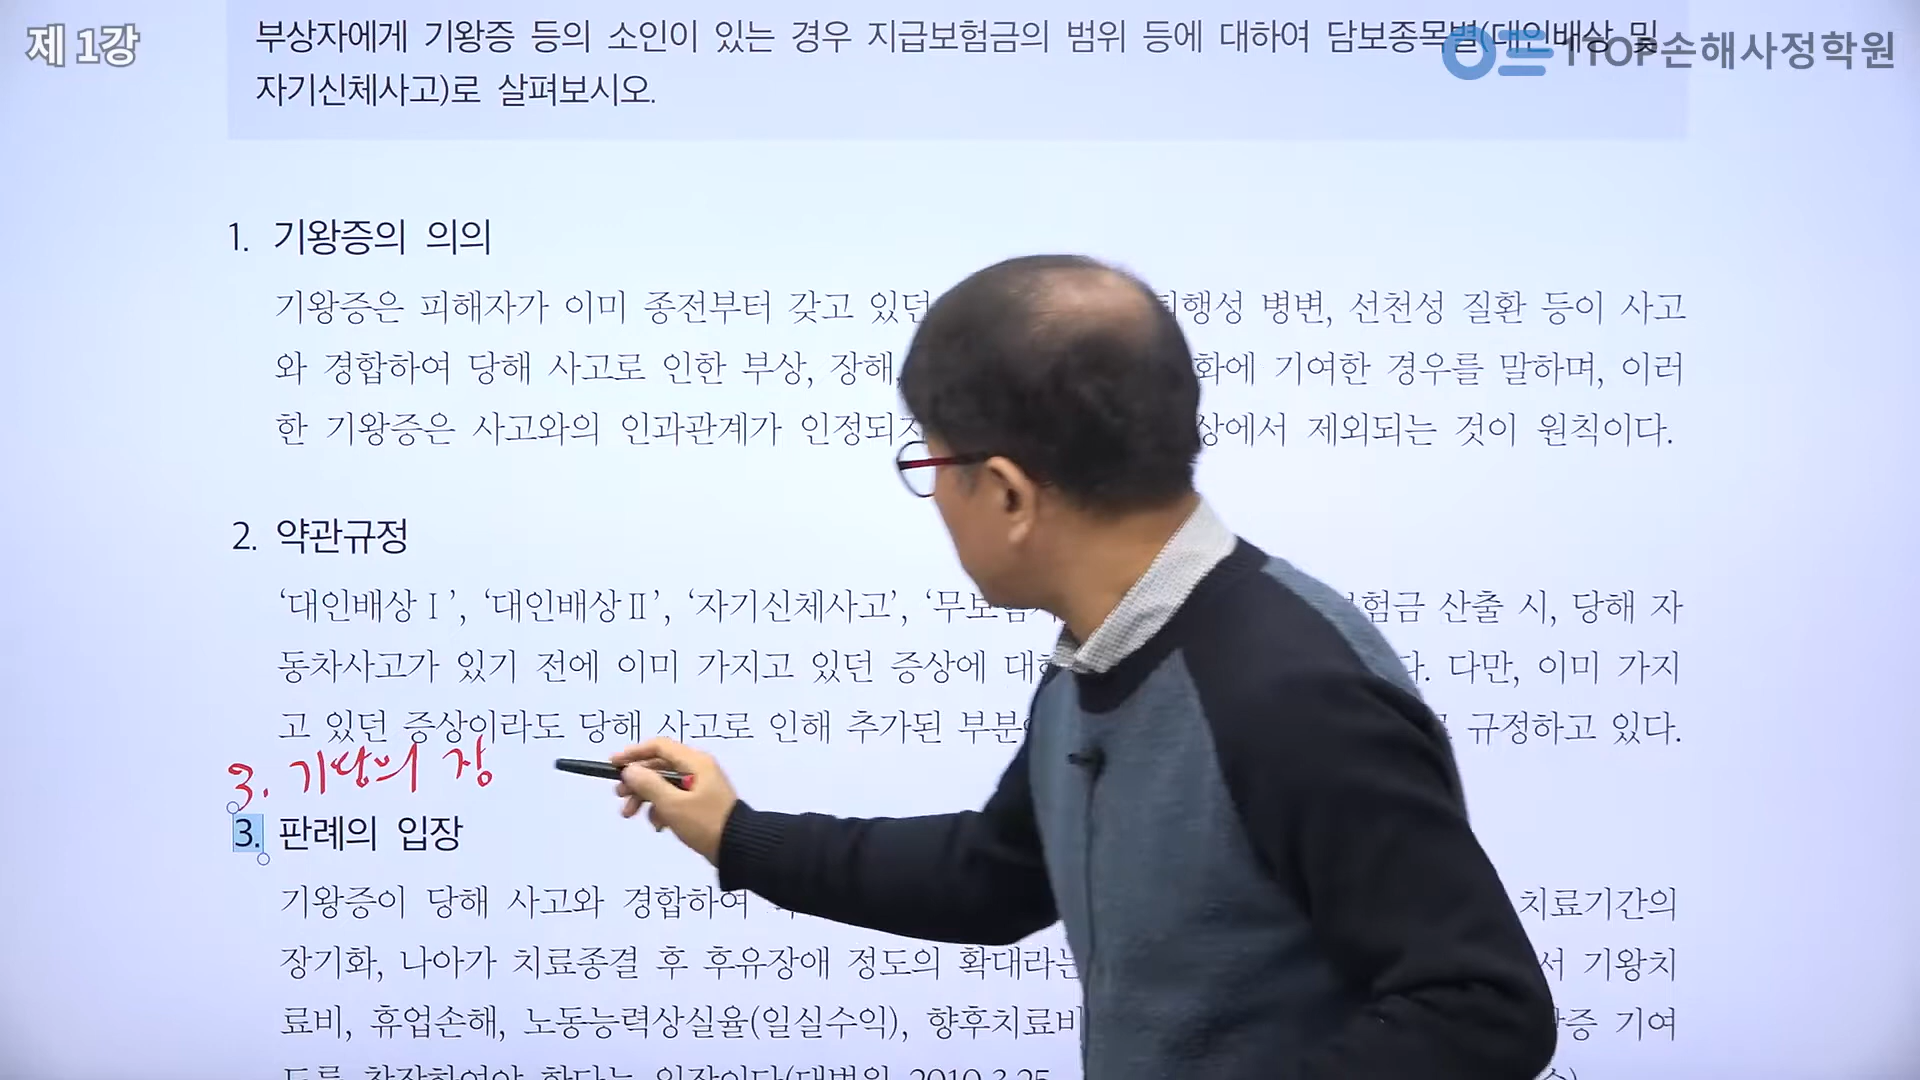 제 1강
부상자에게 기왕증 등의 소인이 있는 경우 지급보험금의 범위 등에 대하여 담보종목별(대인배상 및
자기신체사고)로 살펴보시오.
TOP손해사정학원
1. 기왕증의 의의
기왕증은 피해자가 이미 종전부터 갖고 있던 퇴행성 병변, 선천성 질환 등이 사고
와 경합하여 당해 사고로 인한 부상, 장해, 화에 기여한 경우를 말하며, 이러
한 기왕증은 사고와의 인과관계가 인정되지 상에서 제외되는 것이 원칙이다.
2. 약관규정
‘대인배상Ⅰ’, ‘대인배상Ⅱ’, ‘자기신체사고’, ‘무보험 보험금 산출 시, 당해 자
동차사고가 있기 전에 이미 가지고 있던 증상에 대해 다. 다만, 이미 가지
고 있던 증상이라도 당해 사고로 인해 추가된 부분 규정하고 있다.
3.
3. 판례의 입장
기왕증이 당해 사고와 경합하여 치료기간의
장기화, 나아가 치료종결 후 후유장애 정도의 확대라는 서 기왕치
료비, 휴업손해, 노동능력상실율(일실수익), 향후치료비 왕증 기여